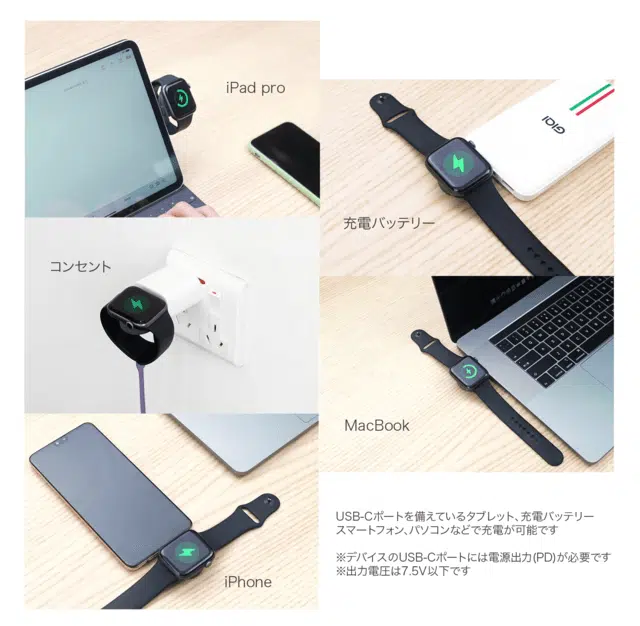 iPad pro
GIQI
充電バッテリー
コンセント
MacBook
iPhone
USB-Cポートを備えているタブレット、充電バッテリー
スマートフォン、パソコンなどで充電が可能です
※デバイスのUSB-Cポートには電源出力(PD)が必要です
※出力電圧は7.5V以下です